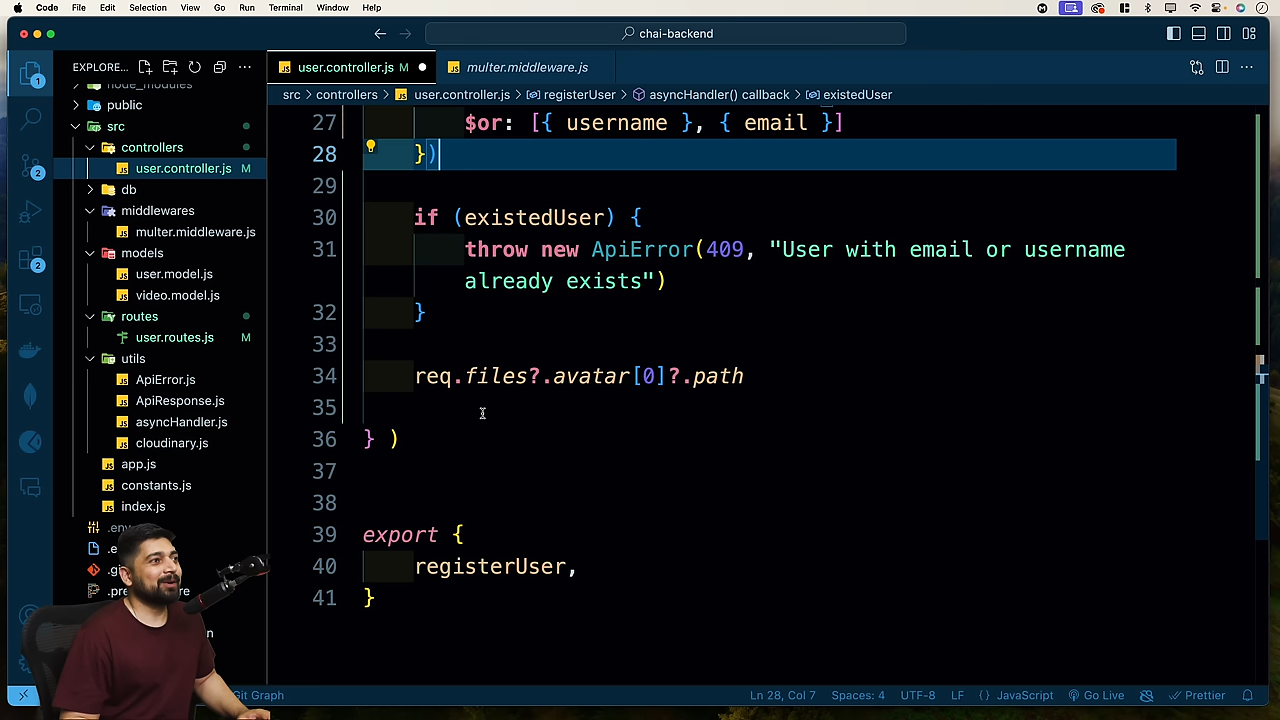 Code File Edit Selection View Go Run Terminal Window Help
chai-backend
EXPLORE...
user.controller.js M
multer.middleware.js
src > controllers > user.controller.js > registerUser > asyncHandler() callback > existedUser
node_modules
public
src
controllers
user.controller.js M
db
middlewares
multer.middleware.js
models
user.model.js
video.model.js
routes
user.routes.js M
utils
ApiError.js
ApiResponse.js
asyncHandler.js
cloudinary.js
app.js
constants.js
index.js
1
2
2
27 $or: [{ username }, { email }]
28 })
29
30 if (existedUser) {
31 throw new ApiError(409, "User with email or username
already exists")
32 }
33
34 req.files?.avatar[0]?.path
35
36 } )
37
38
39 export {
40 registerUser,
41 }
Git Graph
Ln 28, Col 7 Spaces: 4 UTF-8 LF {} JavaScript Go Live Prettier